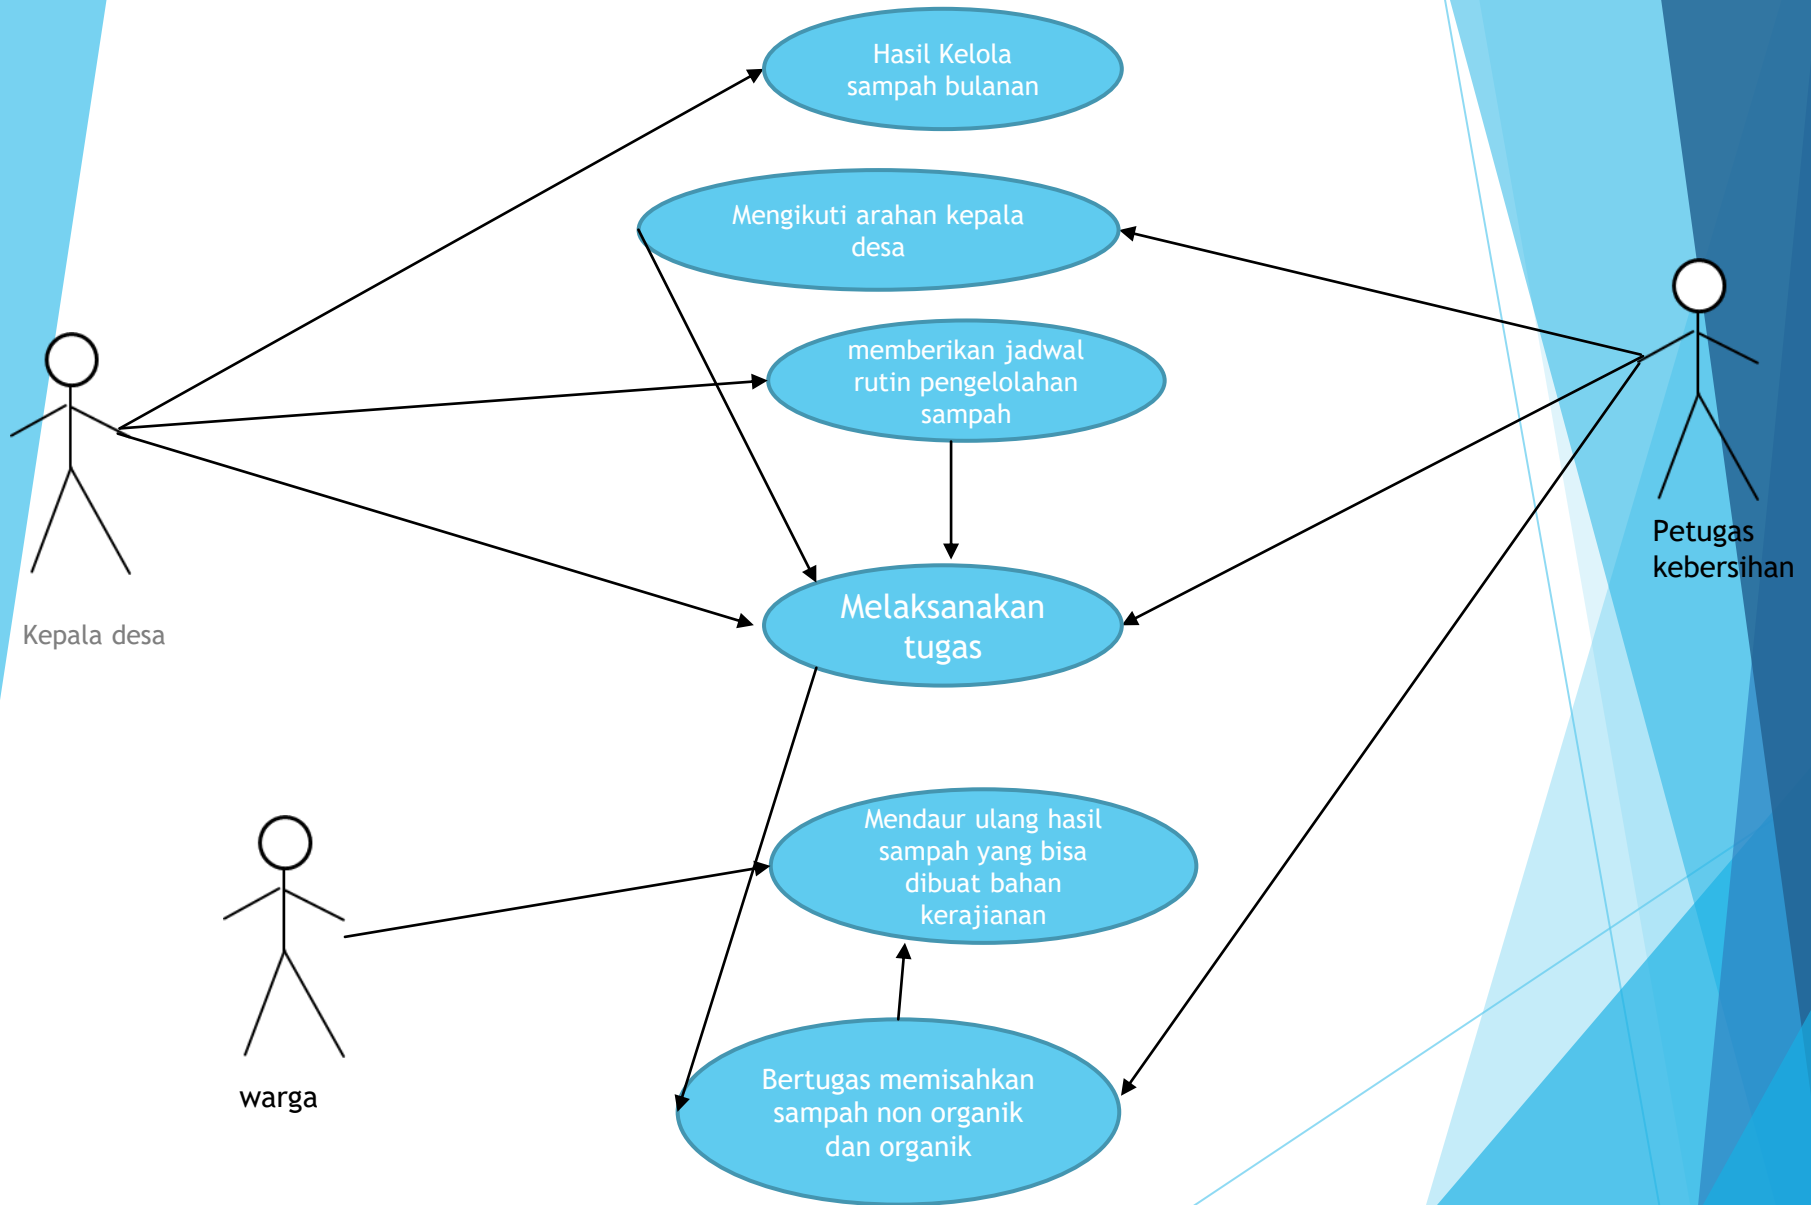 Hasil Kelola
sampah bulanan
Mengikuti arahan kepala
desa
memberikan jadwal
rutin pengelolahan
sampah
Petugas
kebersihan
Melaksanakan
tugas
Kepala desa
Mendaur ulang hasil
sampah yang bisa
dibuat bahan
kerajianan
warga
Bertugas memisahkan
sampah non organik
dan organik